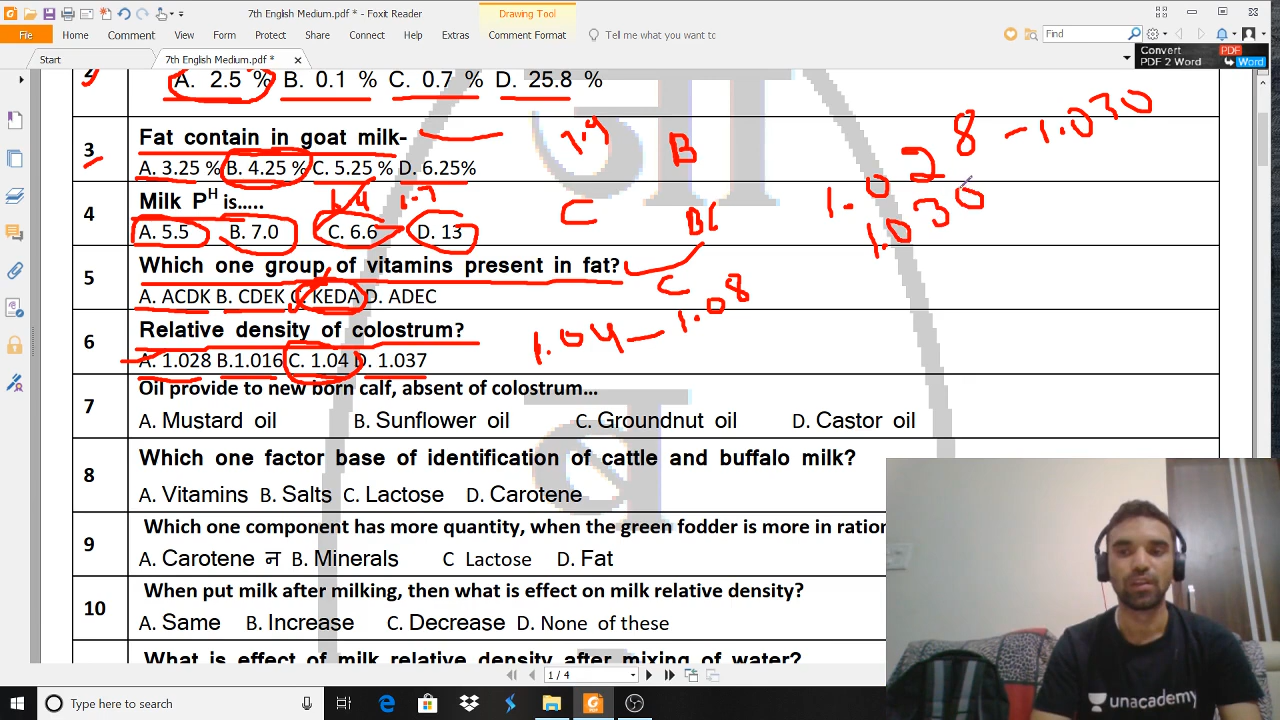 7th English Medium.pdf * - Foxit Reader
Drawing Tool
File Home Comment View Form Protect Share Connect Help Extras Comment Format Tell me what you want tc
Find
Start
7th English Medium.pdf *
Convert PDF
PDF 2 Word Word
2
A. 2.5 % B. 0.1 % C. 0.7 % D. 25.8 %
8 - 1.030
3
Fat contain in goat milk-
B
A. 3.25 % B. 4.25 % C. 5.25 % D. 6.25%
1.02
4
Milk PH is.....
1.030
C
A. 5.5 B. 7.0 C. 6.6 D. 13
5
Which one group of vitamins present in fat?
C
A. ACDK B. CDEK C. KEDA D. ADEC
6
Relative density of colostrum?
1.04 - 1.08
A. 1.028 B.1.016 C. 1.04 D. 1.037
7
Oil provide to new born calf, absent of colostrum...
A. Mustard oil B. Sunflower oil C. Groundnut oil D. Castor oil
8
Which one factor base of identification of cattle and buffalo milk?
A. Vitamins B. Salts C. Lactose D. Carotene
9
Which one component has more quantity, when the green fodder is more in ration
A. Carotene न B. Minerals C Lactose D. Fat
10
When put milk after milking, then what is effect on milk relative density?
A. Same B. Increase C. Decrease D. None of these
What is effect of milk relative density after mixing of water?
unacademy
1 / 4
Type here to search